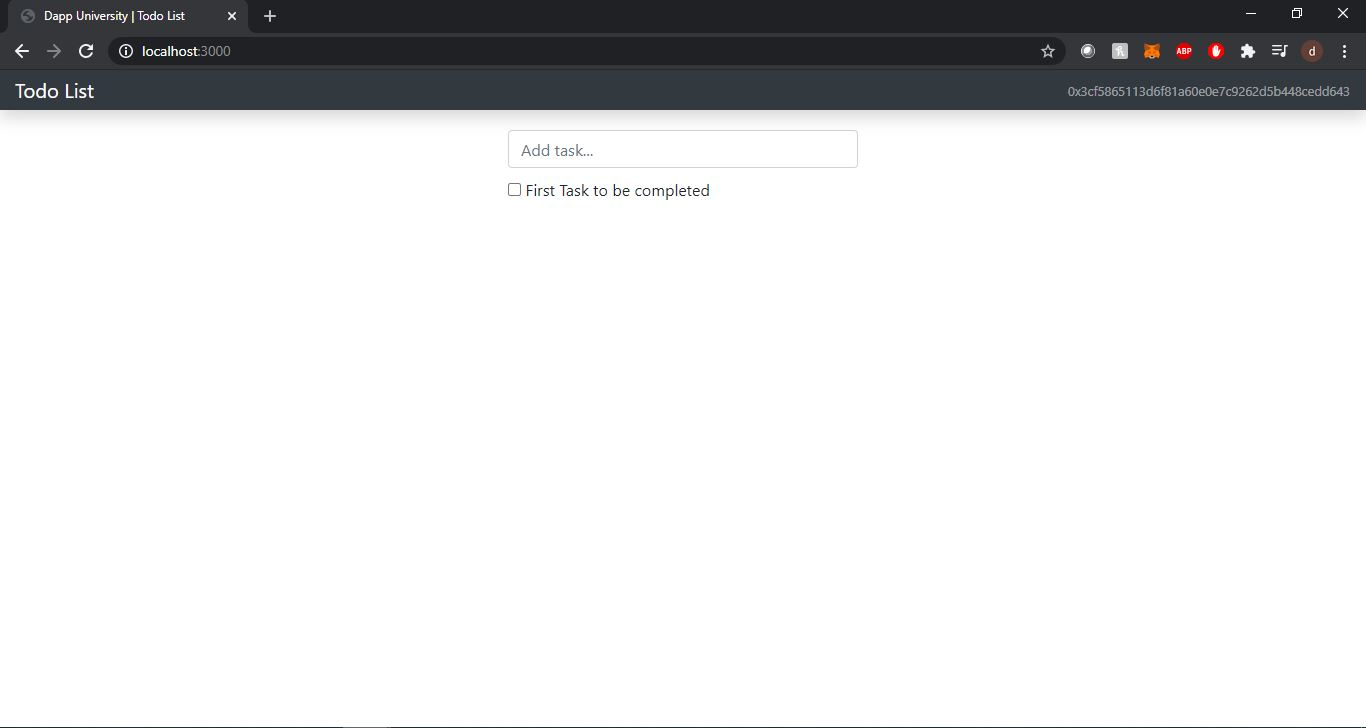 Dapp University | Todo List
localhost:3000
ABP
d
Todo List
0x3cf5865113d6f81a60e0e7c9262d5b448cedd643
Add task...
First Task to be completed